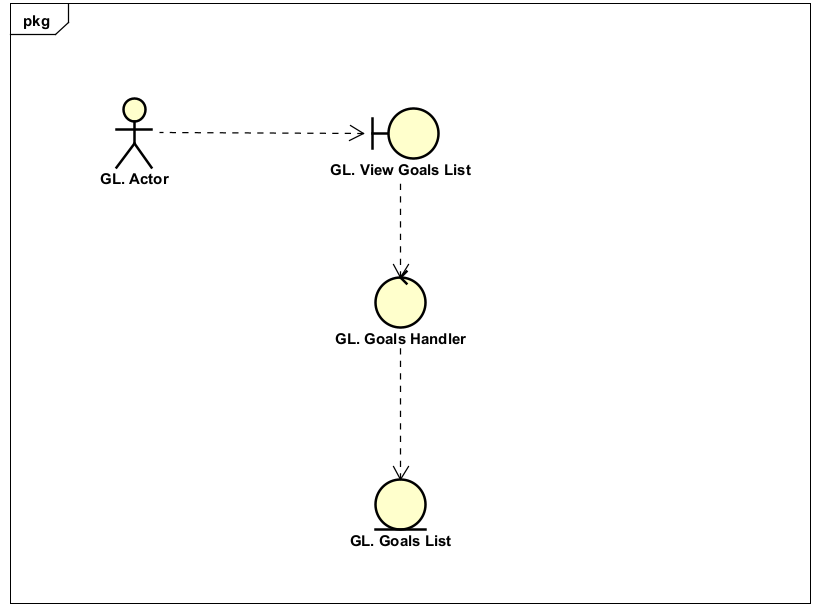 pkg
GL. Actor
GL. View Goals List
GL. Goals Handler
GL. Goals List